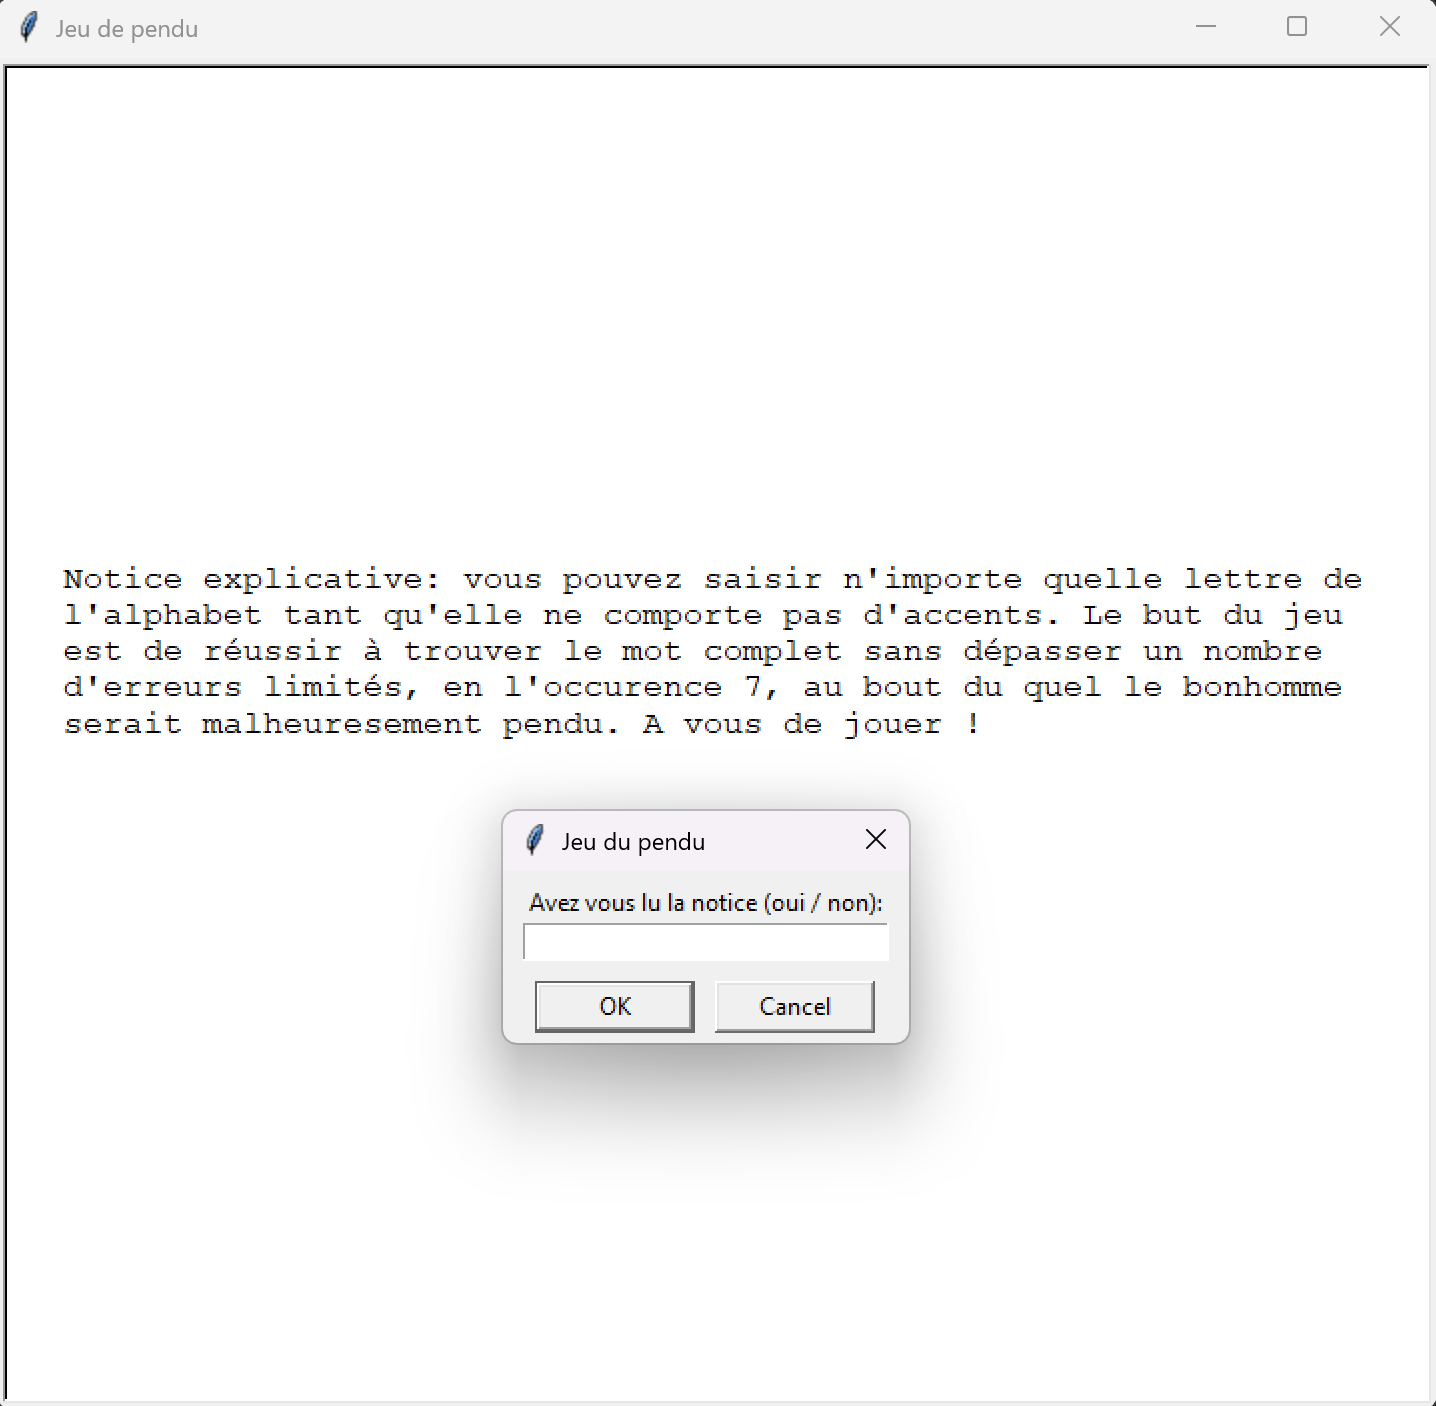 Jeu de pendu
Notice explicative: vous pouvez saisir n'importe quelle lettre de
l'alphabet tant qu'elle ne comporte pas d'accents. Le but du jeu
est de réussir à trouver le mot complet sans dépasser un nombre
d'erreurs limités, en l'occurence 7, au bout du quel le bonhomme
serait malheuresement pendu. A vous de jouer !
Jeu du pendu
Avez vous lu la notice (oui / non):
OK Cancel